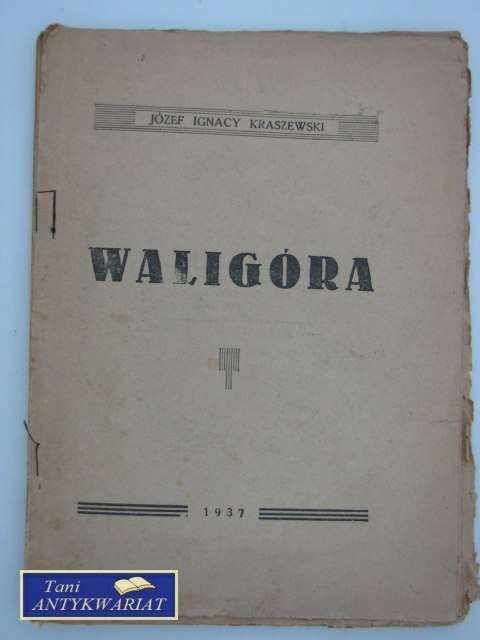 JÓZEF IGNACY KRASZEWSKI
WALIGÓRA
1937
Tani
ANTYKWARIAT